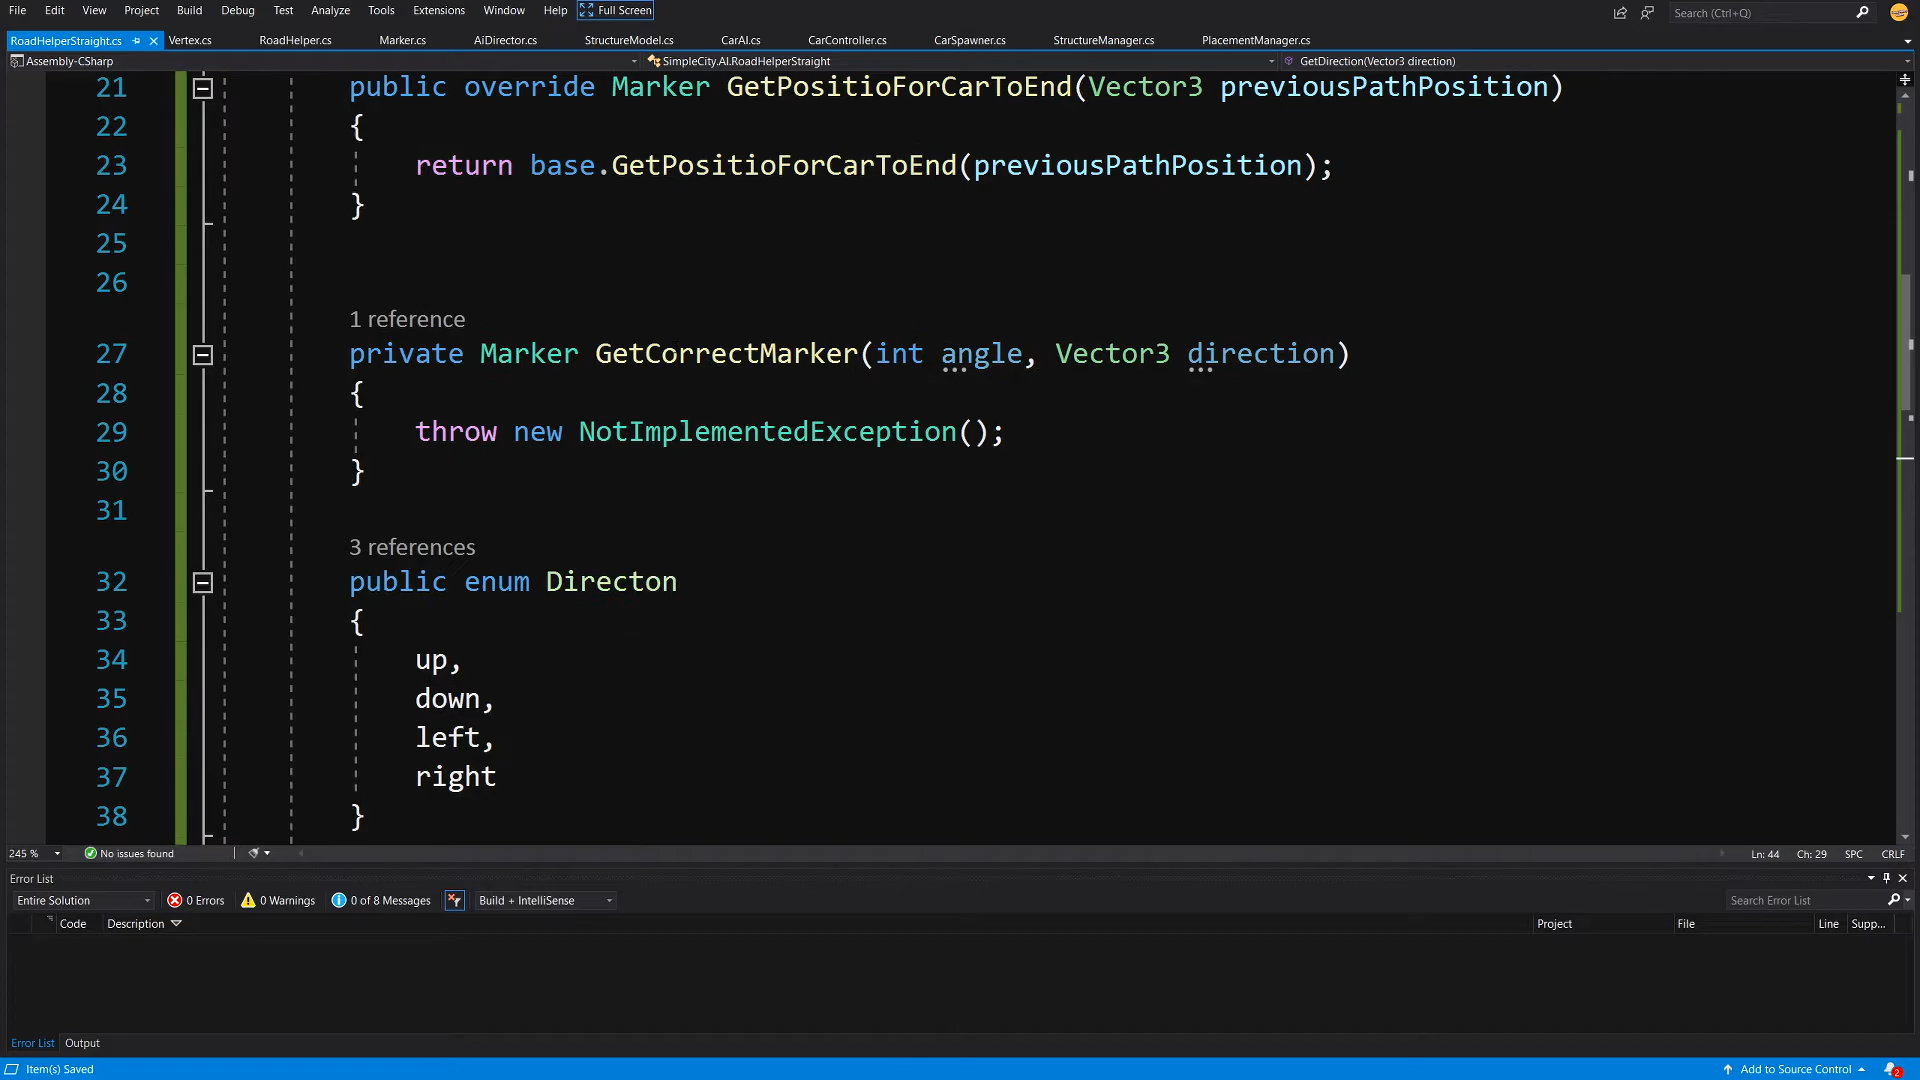 File Edit View Project Build Debug Test Analyze Tools Extensions Window Help Full Screen Search (Ctrl+Q)
RoadHelperStraight.cs Vertex.cs RoadHelper.cs Marker.cs AiDirector.cs StructureModel.cs CarAI.cs CarController.cs CarSpawner.cs StructureManager.cs PlacementManager.cs
Assembly-CSharp SimpleCity.AI.RoadHelperStraight GetDirection(Vector3 direction)
21 public override Marker GetPositioForCarToEnd(Vector3 previousPathPosition)
22 {
23 return base.GetPositioForCarToEnd(previousPathPosition);
24 }
25
26
1 reference
27 private Marker GetCorrectMarker(int angle, Vector3 direction)
28 {
29 throw new NotImplementedException();
30 }
31
3 references
32 public enum Directon
33 {
34 up,
35 down,
36 left,
37 right
38 }
245 % No issues found Ln: 44 Ch: 29 SPC CRLF
Error List
Entire Solution 0 Errors 0 Warnings 0 of 8 Messages Build + IntelliSense Search Error List
Code Description Project File Line Supp...
Error List Output
Item(s) Saved Add to Source Control 2